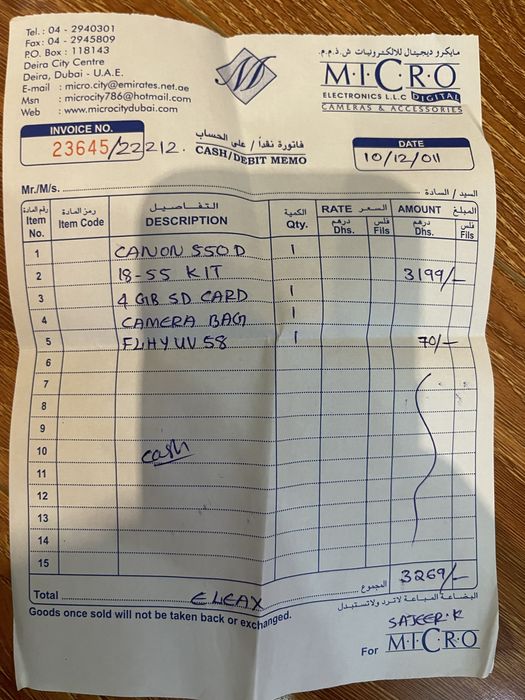 Tel.: 04 - 2940301
Fax: 04 - 2945809
P.O. Box : 118143
Deira City Centre
Deira, Dubai - U.A.E.
E-mail : micro.city@emirates.net.ae
Msn : microcity786@hotmail.com
Web : www.microcitydubai.com
مايكرو ديجيتال للالكترونيات ش.ذ.م.م.
MICRO
ELECTRONICS L.L.C DIGITAL
CAMERAS & ACCESSORIES
INVOICE NO.
23645/22212.
فاتورة نقداً / على الحساب
CASH/DEBIT MEMO
DATE
10/12/011
Mr./M/s. السيد / السادة
رقم المادة رمز المادة التفــاصيــل الكمية السعر المبلغ
Item No. Item Code DESCRIPTION Qty. RATE AMOUNT
درهم فلس درهم فلس
Dhs. Fils Dhs. Fils
1 CANON 550D 1
2 18-55 KIT 3199/-
3 4 GB SD CARD 1
4 CAMERA BAG 1
5 FLHY UV 58 1 70/-
6
7
8
9
10 cash
11
12
13
14
15
Total المجموع 3269/-
Goods once sold will not be taken back or exchanged. البضاعة المباعة لاترد ولاتستبدل
SAJEER.K
For MICRO